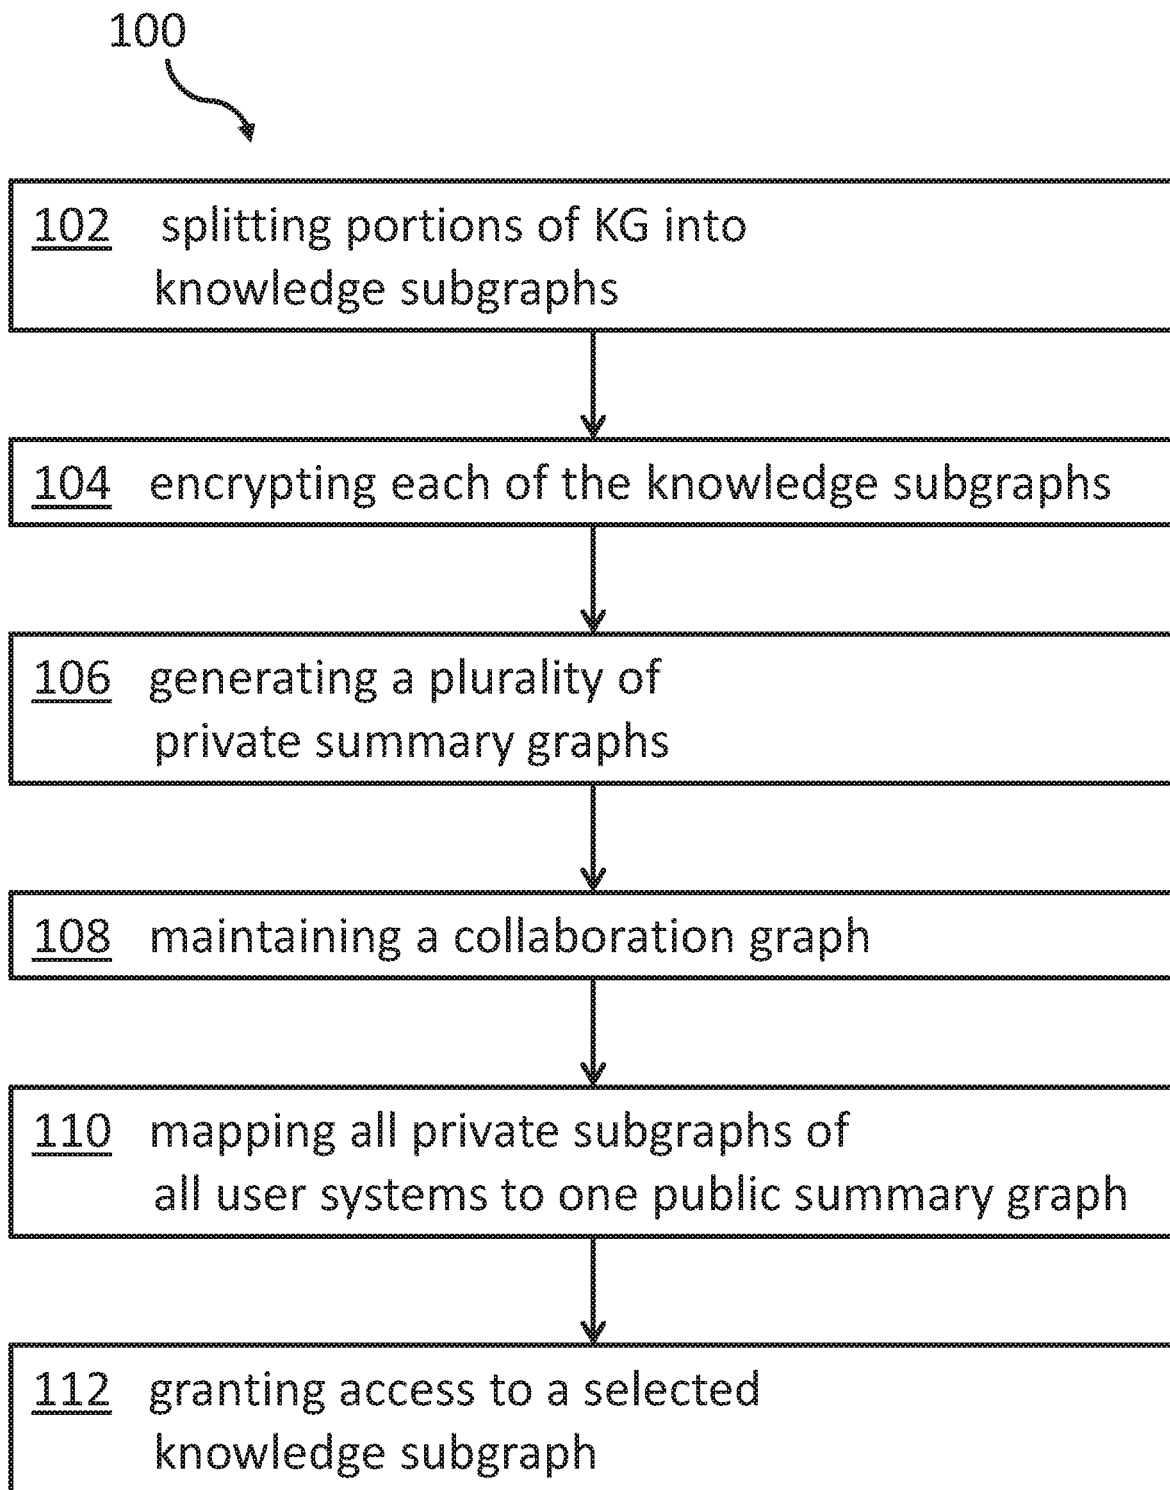 100
102 splitting portions of KG into
knowledge subgraphs
104 encrypting each of the knowledge subgraphs
106 generating a plurality of
private summary graphs
108 maintaining a collaboration graph
110 mapping all private subgraphs of
all user systems to one public summary graph
112 granting access to a selected
knowledge subgraph